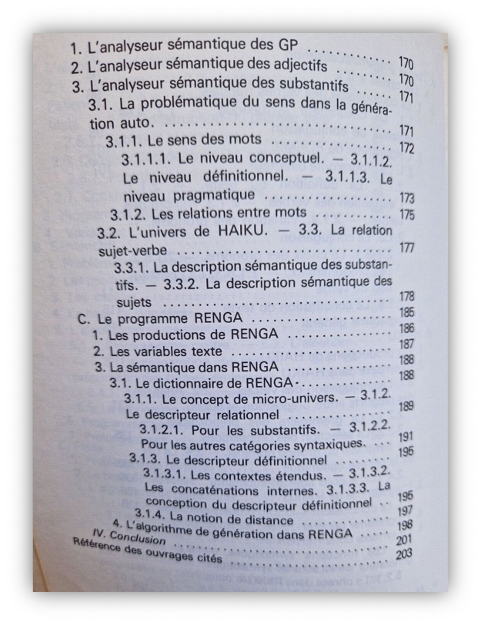 1. L'analyseur sémantique des GP .............. 170
2. L'analyseur sémantique des adjectifs ........ 170
3. L'analyseur sémantique des substantifs ...... 171
3.1. La problématique du sens dans la généra-
tion auto. .............................. 171
3.1.1. Le sens des mots .................. 172
3.1.1.1. Le niveau conceptuel. — 3.1.1.2.
Le niveau définitionnel. — 3.1.1.3. Le
niveau pragmatique .................. 173
3.1.2. Les relations entre mots ........... 175
3.2. L'univers de HAIKU. — 3.3. La relation
sujet-verbe .............................. 177
3.3.1. La description sémantique des substan-
tifs. — 3.3.2. La description sémantique des
sujets .............................. 178
C. Le programme RENGA ...................... 185
1. Les productions de RENGA ................ 186
2. Les variables texte ...................... 187
3. La sémantique dans RENGA ................ 188
3.1. Le dictionnaire de RENGA ............... 188
3.1.1. Le concept de micro-univers. — 3.1.2.
Le descripteur relationnel ................ 189
3.1.2.1. Pour les substantifs. — 3.1.2.2.
Pour les autres catégories syntaxiques. ... 191
3.1.3. Le descripteur définitionnel ......... 195
3.1.3.1. Les contextes étendus. — 3.1.3.2.
Les concaténations internes. 3.1.3.3. La
conception du descripteur définitionnel .. 195
3.1.4. La notion de distance .............. 197
4. L'algorithme de génération dans RENGA ..... 198
IV. Conclusion .............................. 201
Référence des ouvrages cités .................. 203